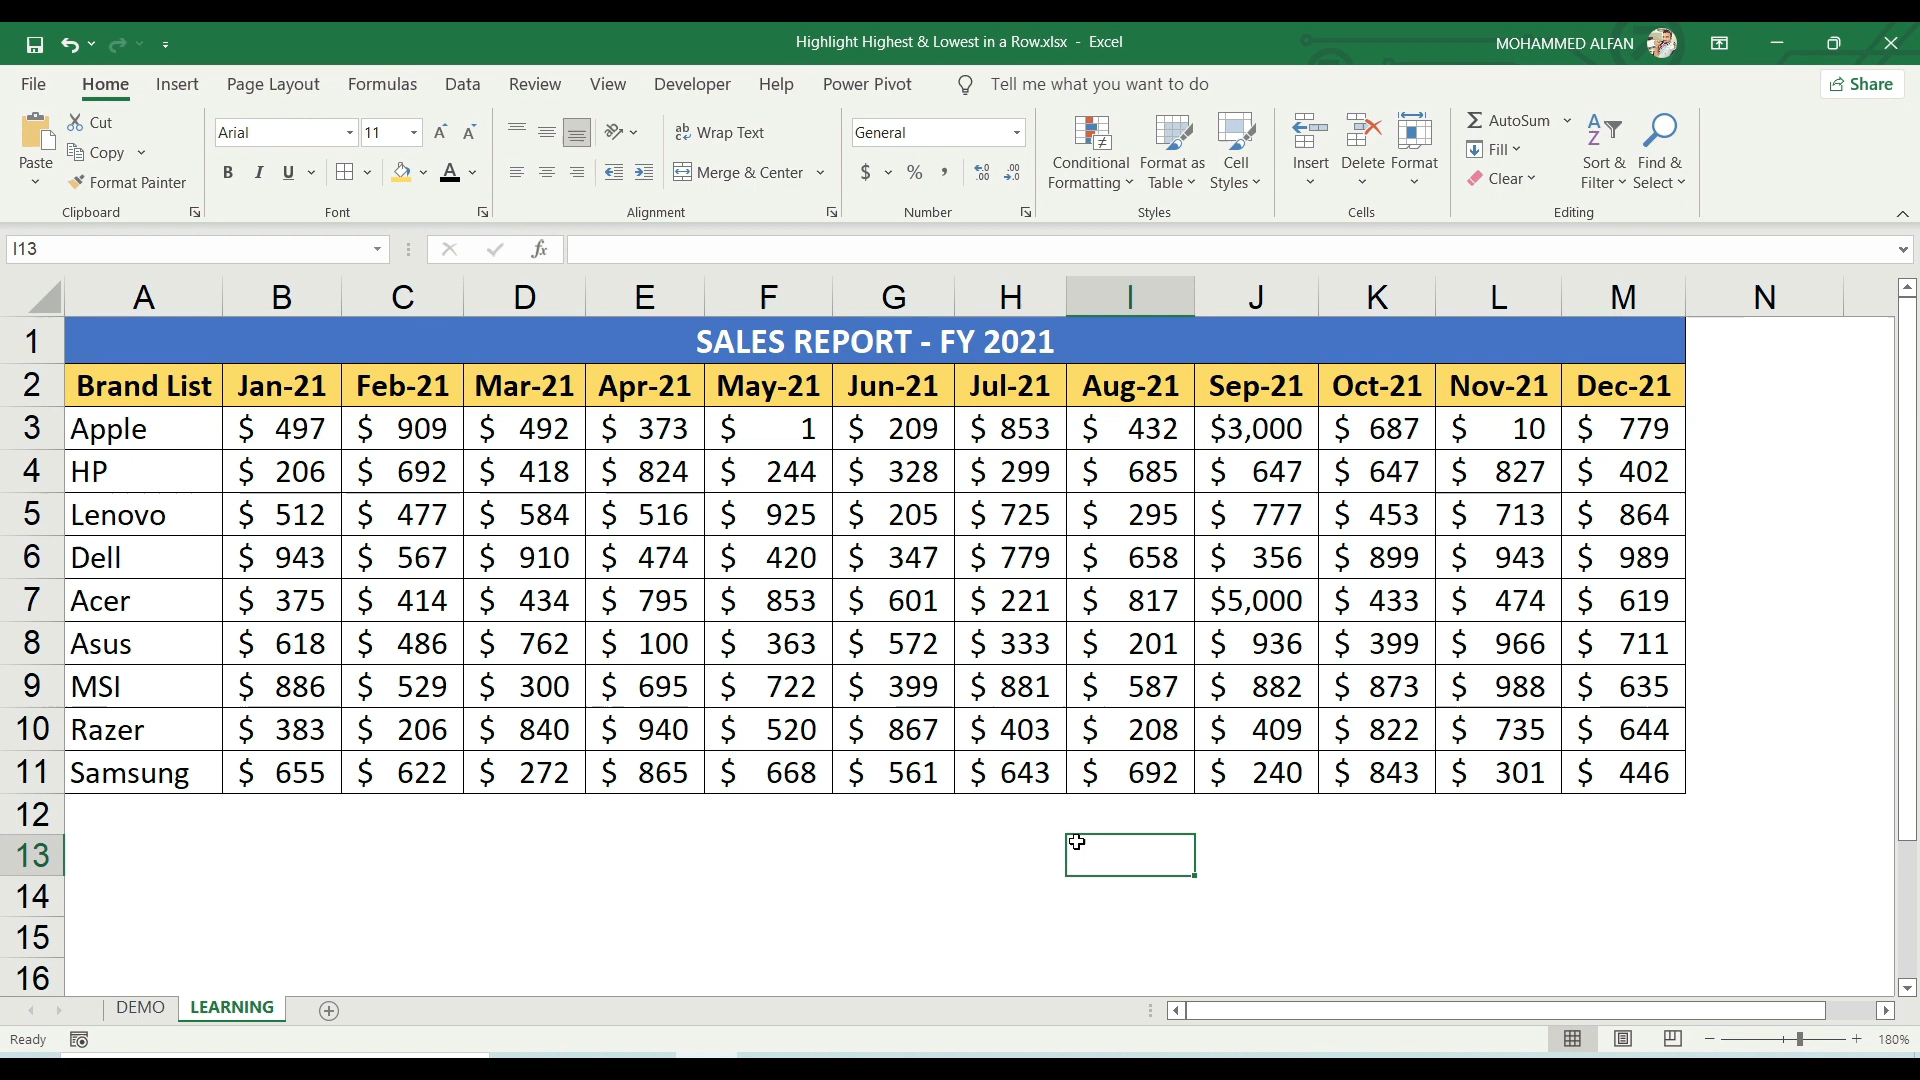 Highlight Highest & Lowest in a Row.xlsx - Excel
MOHAMMED ALFAN
File Home Insert Page Layout Formulas Data Review View Developer Help Power Pivot Tell me what you want to do Share
Paste
Cut
Copy
Format Painter
Clipboard
Arial 11
B I U A
Font
Wrap Text
Merge & Center
Alignment
General
$ % ,
Number
Conditional Formatting
Format as Table
Cell Styles
Styles
Insert Delete Format
Cells
AutoSum
Fill
Clear
Sort & Filter
Find & Select
Editing
I13 fx
A B C D E F G H I J K L M N
1 SALES REPORT - FY 2021
2 Brand List Jan-21 Feb-21 Mar-21 Apr-21 May-21 Jun-21 Jul-21 Aug-21 Sep-21 Oct-21 Nov-21 Dec-21
3 Apple $ 497 $ 909 $ 492 $ 373 $ 1 $ 209 $ 853 $ 432 $3,000 $ 687 $ 10 $ 779
4 HP $ 206 $ 692 $ 418 $ 824 $ 244 $ 328 $ 299 $ 685 $ 647 $ 647 $ 827 $ 402
5 Lenovo $ 512 $ 477 $ 584 $ 516 $ 925 $ 205 $ 725 $ 295 $ 777 $ 453 $ 713 $ 864
6 Dell $ 943 $ 567 $ 910 $ 474 $ 420 $ 347 $ 779 $ 658 $ 356 $ 899 $ 943 $ 989
7 Acer $ 375 $ 414 $ 434 $ 795 $ 853 $ 601 $ 221 $ 817 $5,000 $ 433 $ 474 $ 619
8 Asus $ 618 $ 486 $ 762 $ 100 $ 363 $ 572 $ 333 $ 201 $ 936 $ 399 $ 966 $ 711
9 MSI $ 886 $ 529 $ 300 $ 695 $ 722 $ 399 $ 881 $ 587 $ 882 $ 873 $ 988 $ 635
10 Razer $ 383 $ 206 $ 840 $ 940 $ 520 $ 867 $ 403 $ 208 $ 409 $ 822 $ 735 $ 644
11 Samsung $ 655 $ 622 $ 272 $ 865 $ 668 $ 561 $ 643 $ 692 $ 240 $ 843 $ 301 $ 446
12
13
14
15
16
DEMO LEARNING
Ready 180%